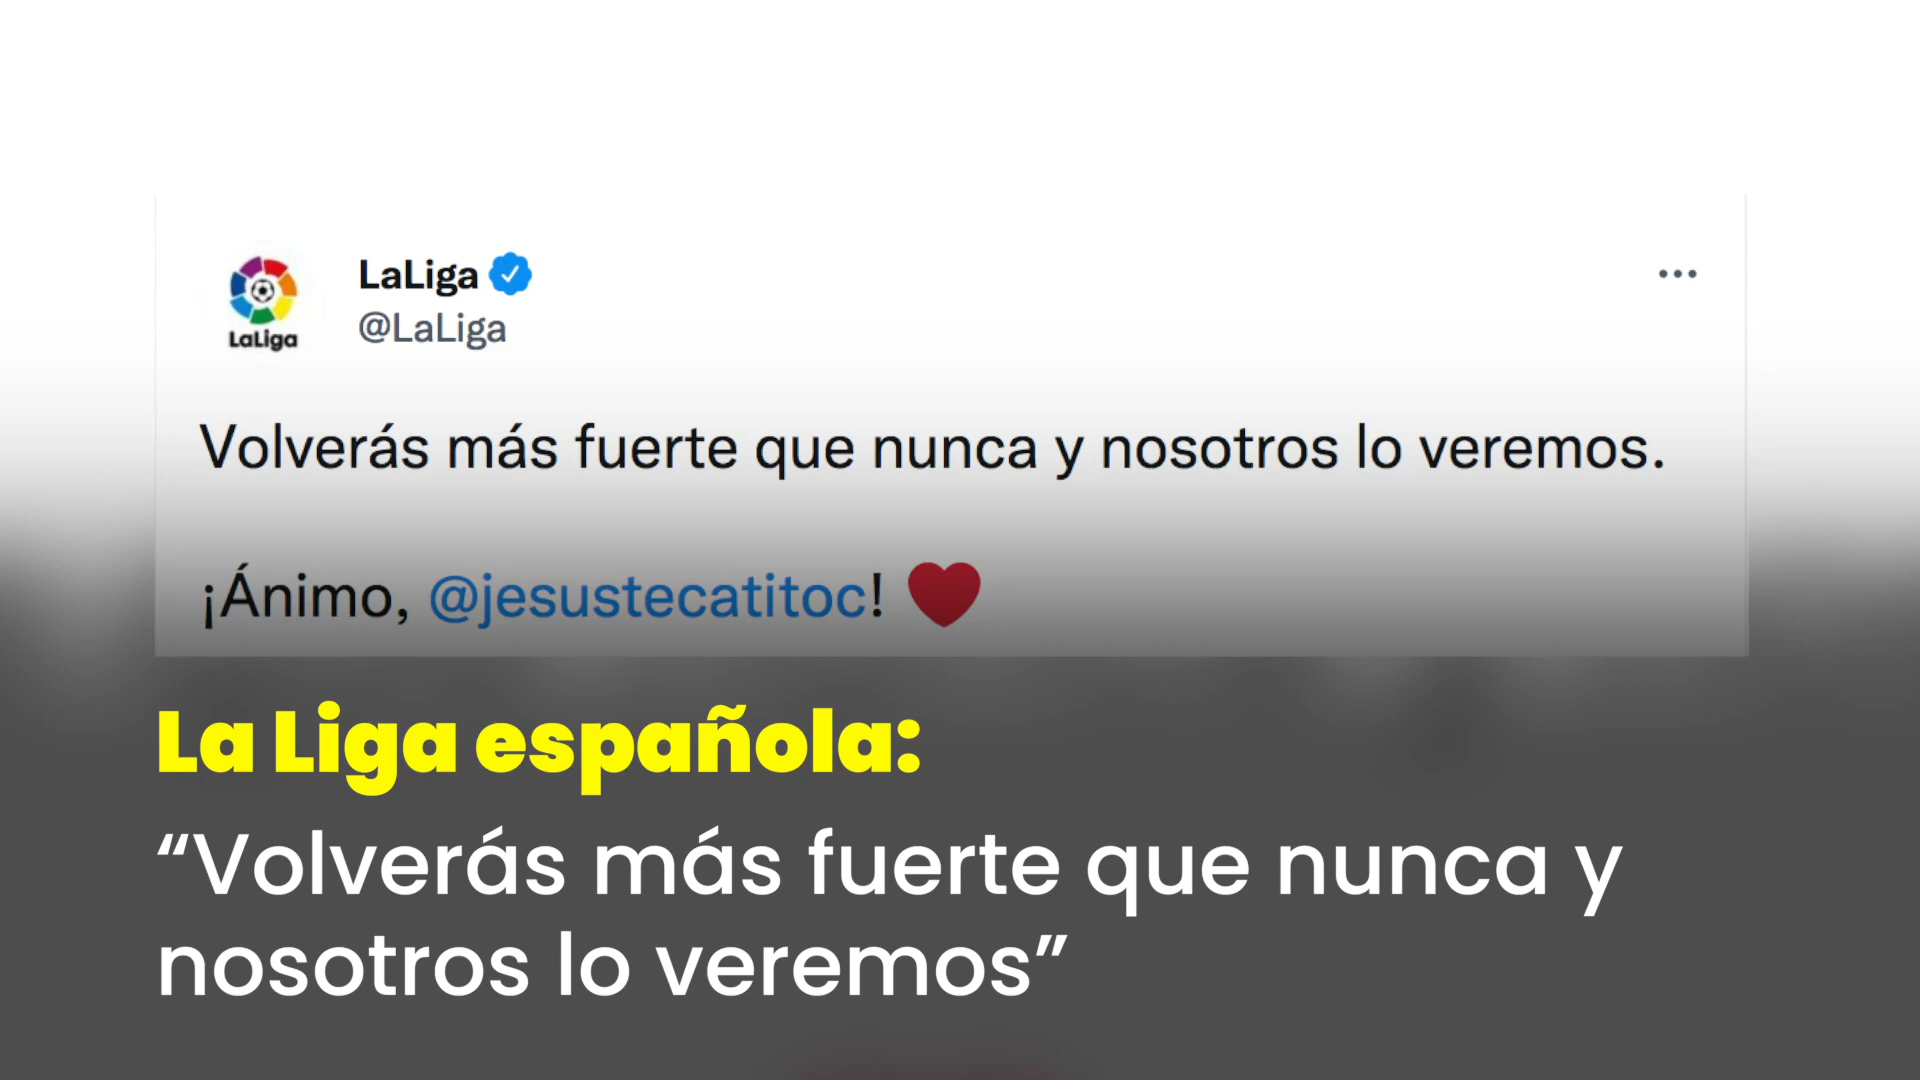 LaLiga
LaLiga
@LaLiga
Volverás más fuerte que nunca y nosotros lo veremos.
¡Ánimo, @jesustecatitoc! ❤️
La Liga española:
“Volverás más fuerte que nunca y
nosotros lo veremos”